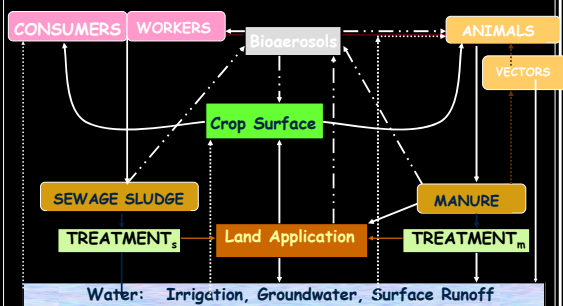 CONSUMERS
WORKERS
Bioaerosols
ANIMALS
VECTORS
Crop Surface
SEWAGE SLUDGE
MANURE
TREATMENTs
Land Application
TREATMENTm
Water: Irrigation, Groundwater, Surface Runoff